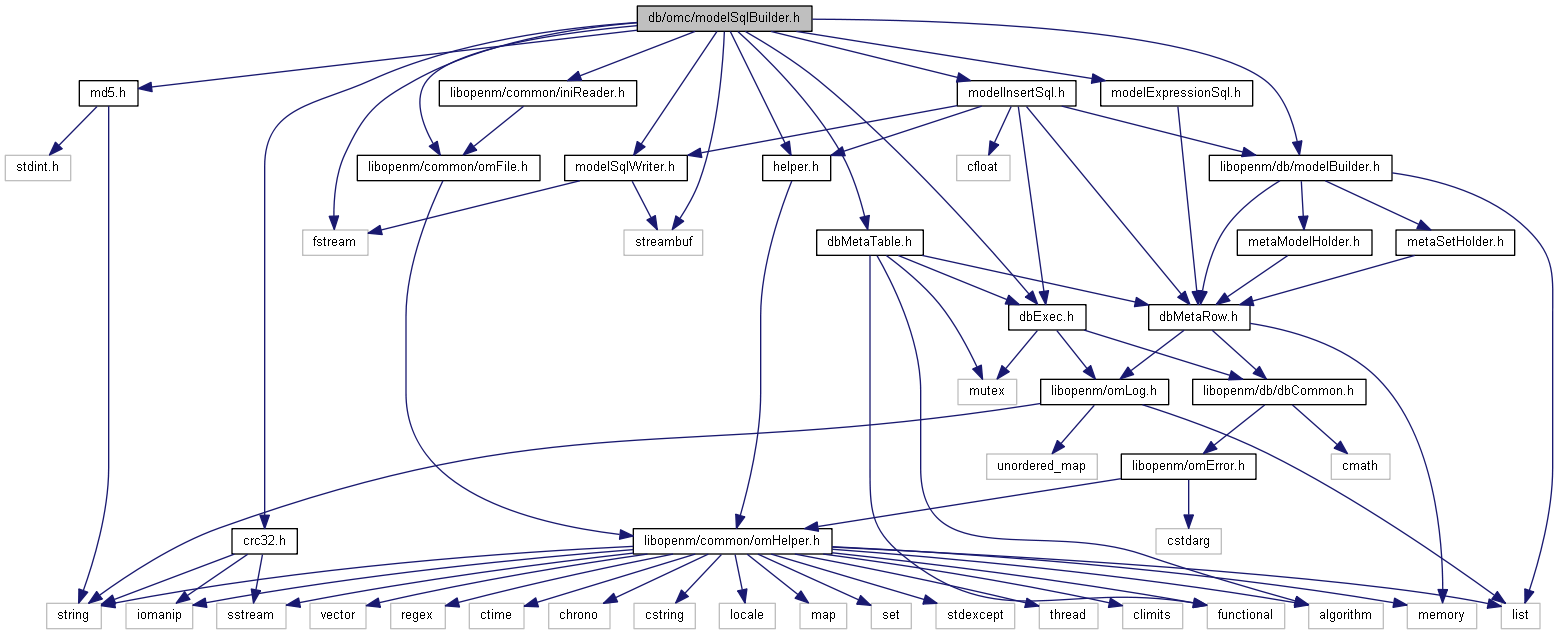 db/omc/modelSqlBuilder.h
md5.h
libopenm/common/iniReader.h
modelInsertSql.h
modelExpressionSql.h
stdint.h
libopenm/common/omFile.h
modelSqlWriter.h
helper.h
cfloat
libopenm/db/modelBuilder.h
fstream
streambuf
dbMetaTable.h
metaModelHolder.h
metaSetHolder.h
dbExec.h
dbMetaRow.h
mutex
libopenm/omLog.h
libopenm/db/dbCommon.h
unordered_map
libopenm/omError.h
cmath
crc32.h
libopenm/common/omHelper.h
cstdarg
string
iomanip
sstream
vector
regex
ctime
chrono
cstring
locale
map
set
stdexcept
thread
climits
functional
algorithm
memory
list